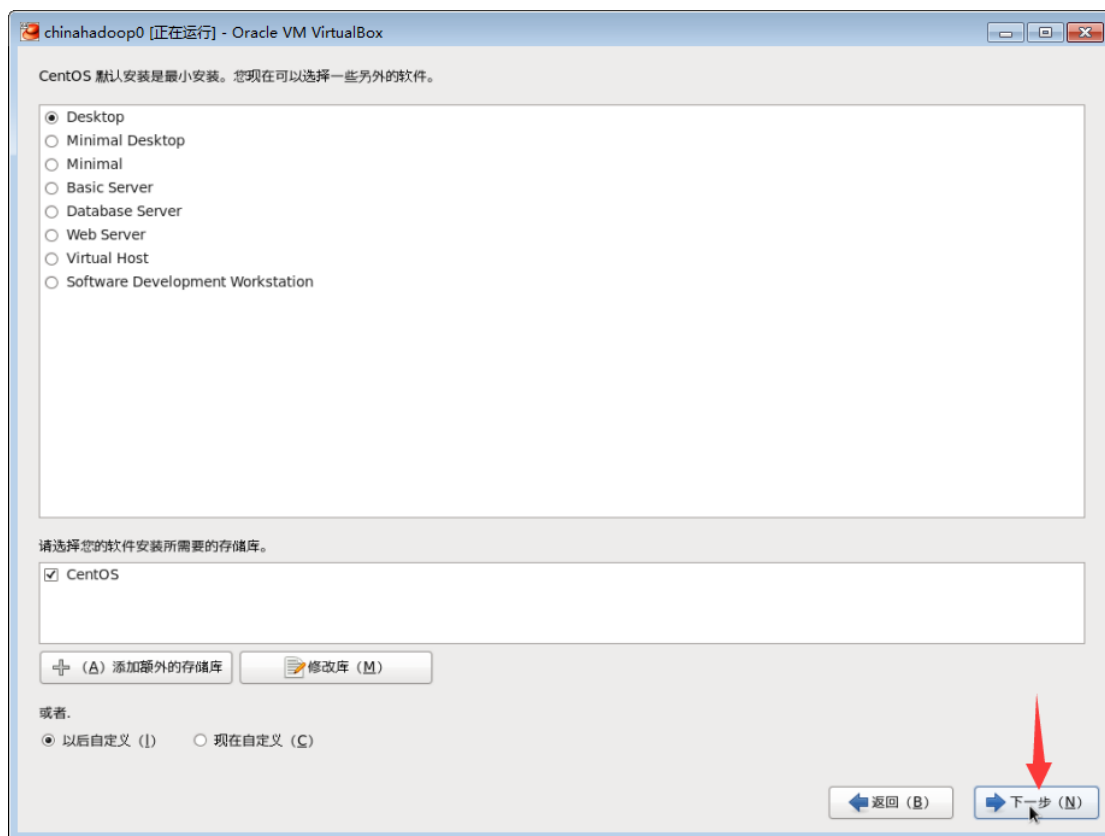 chinahadoop0 [正在运行] - Oracle VM VirtualBox
CentOS 默认安装是最小安装。您现在可以选择一些另外的软件。
Desktop
Minimal Desktop
Minimal
Basic Server
Database Server
Web Server
Virtual Host
Software Development Workstation
请选择您的软件安装所需要的存储库。
CentOS
(A) 添加额外的存储库 修改库 (M)
或者.
以后自定义 (l) 现在自定义 (C)
返回 (B) 下一步 (N)